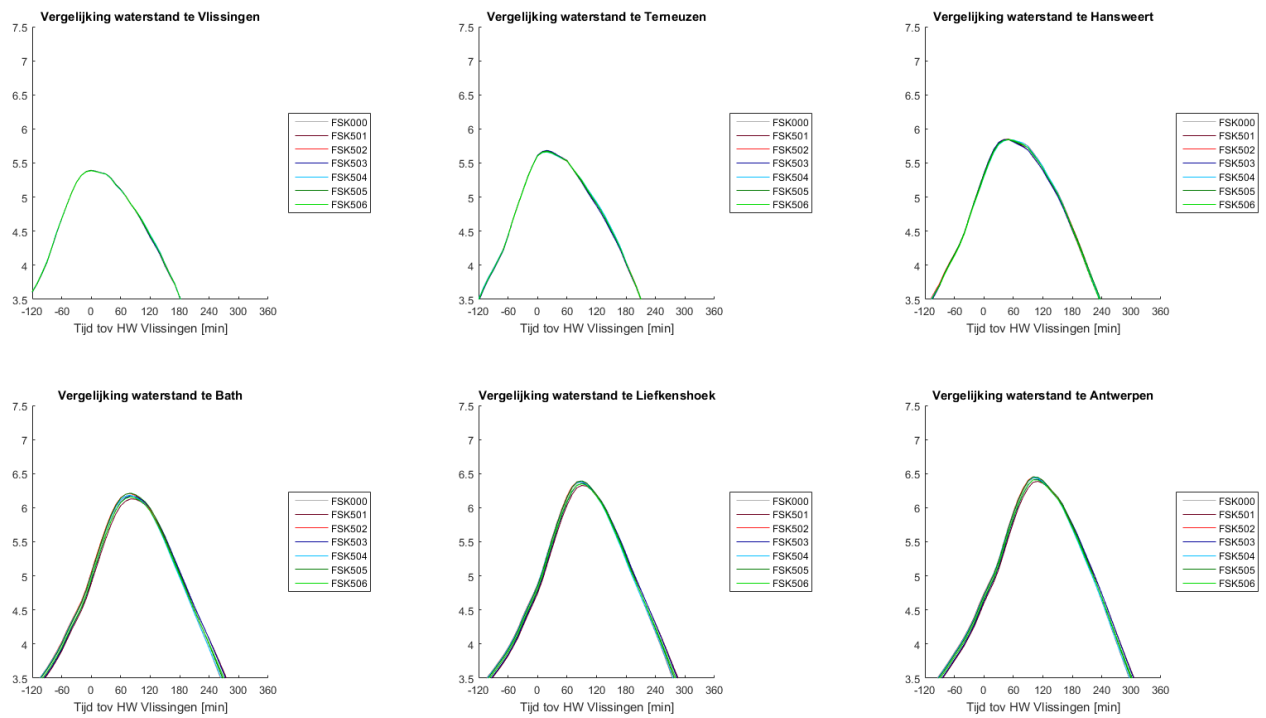 Vergelijking waterstand te Vlissingen
7.5
7
6.5
6
5.5
5
4.5
4
3.5
-120 -60 0 60 120 180 240 300 360
Tijd tov HW Vlissingen [min]
FSK000
FSK501
FSK502
FSK503
FSK504
FSK505
FSK506
Vergelijking waterstand te Terneuzen
7.5
7
6.5
6
5.5
5
4.5
4
3.5
-120 -60 0 60 120 180 240 300 360
Tijd tov HW Vlissingen [min]
FSK000
FSK501
FSK502
FSK503
FSK504
FSK505
FSK506
Vergelijking waterstand te Hansweert
7.5
7
6.5
6
5.5
5
4.5
4
3.5
-120 -60 0 60 120 180 240 300 360
Tijd tov HW Vlissingen [min]
FSK000
FSK501
FSK502
FSK503
FSK504
FSK505
FSK506
Vergelijking waterstand te Bath
7.5
7
6.5
6
5.5
5
4.5
4
3.5
-120 -60 0 60 120 180 240 300 360
Tijd tov HW Vlissingen [min]
FSK000
FSK501
FSK502
FSK503
FSK504
FSK505
FSK506
Vergelijking waterstand te Liefkenshoek
7.5
7
6.5
6
5.5
5
4.5
4
3.5
-120 -60 0 60 120 180 240 300 360
Tijd tov HW Vlissingen [min]
FSK000
FSK501
FSK502
FSK503
FSK504
FSK505
FSK506
Vergelijking waterstand te Antwerpen
7.5
7
6.5
6
5.5
5
4.5
4
3.5
-120 -60 0 60 120 180 240 300 360
Tijd tov HW Vlissingen [min]
FSK000
FSK501
FSK502
FSK503
FSK504
FSK505
FSK506